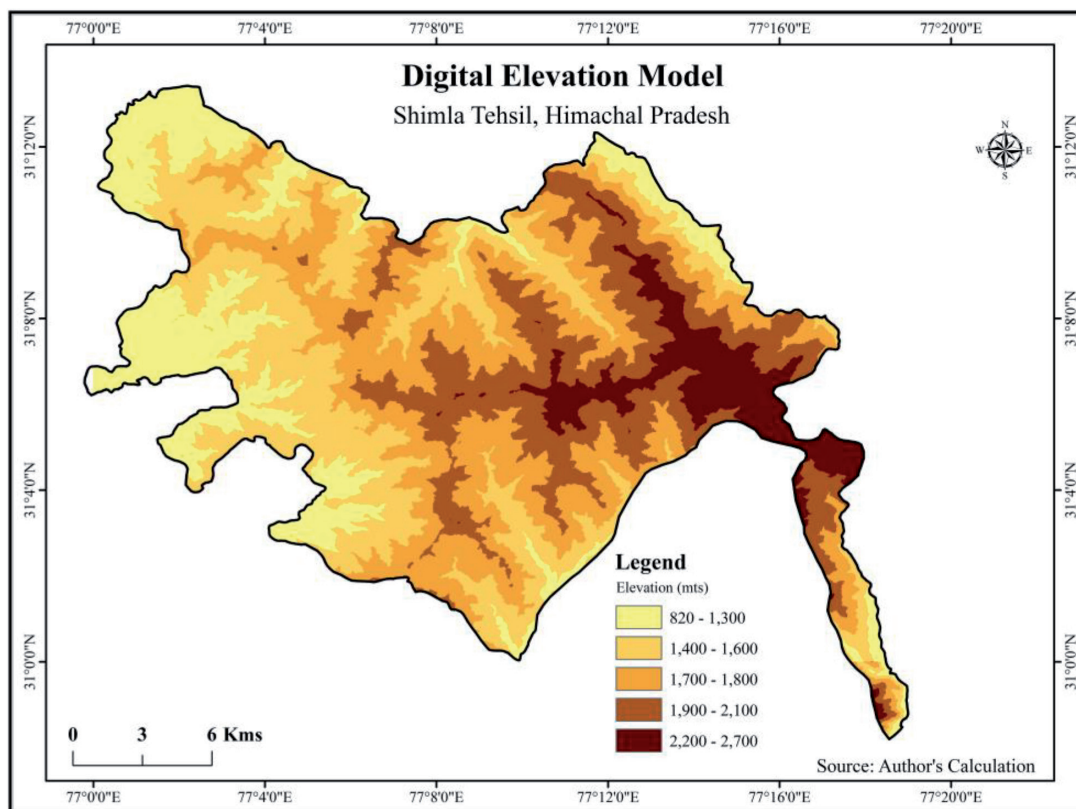 77°0'0"E 77°4'0"E 77°8'0"E 77°12'0"E 77°16'0"E 77°20'0"E
Digital Elevation Model
Shimla Tehsil, Himachal Pradesh
31°12'0"N
31°12'0"N
N
W E
S
31°8'0"N
31°8'0"N
31°4'0"N
31°4'0"N
31°0'0"N
31°0'0"N
Legend
Elevation (mts)
820 - 1,300
1,400 - 1,600
1,700 - 1,800
1,900 - 2,100
2,200 - 2,700
0 3 6 Kms
Source: Author's Calculation
77°0'0"E 77°4'0"E 77°8'0"E 77°12'0"E 77°16'0"E 77°20'0"E